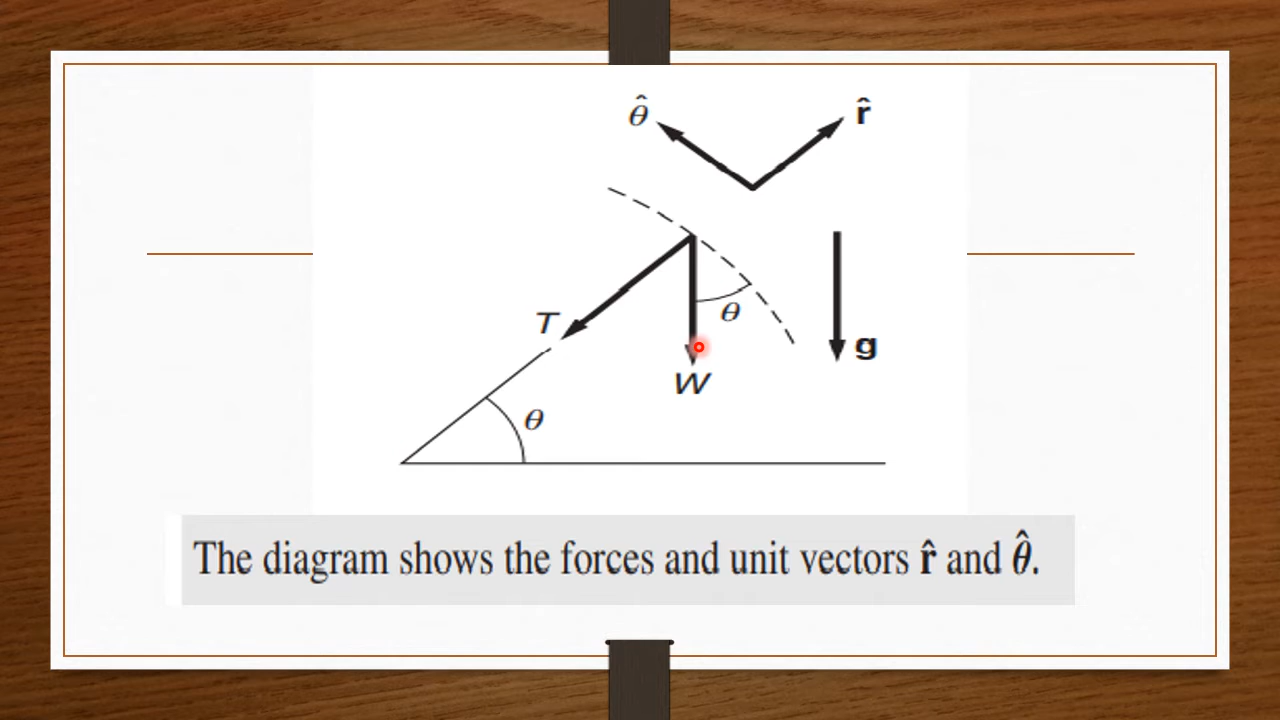 θ̂
r̂
T
θ
W
g
θ
The diagram shows the forces and unit vectors r̂ and θ̂.